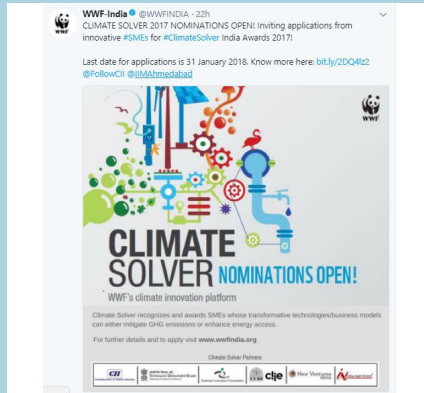 WWF-India @WWFINDIA · 22h
CLIMATE SOLVER 2017 NOMINATIONS OPEN! Inviting applications from
innovative #SMEs for #ClimateSolver India Awards 2017!
Last date for applications is 31 January 2018. Know more here: bit.ly/2DQ4lz2
@FollowCII @IIMAhmedabad
WWF
CLIMATE
SOLVER NOMINATIONS OPEN!
WWF's climate innovation platform
Climate Solver recognizes and awards SMEs whose transformative technologies/business models
can either mitigate GHG emissions or enhance energy access.
For further details and to apply visit www.wwfindia.org
Climate Solver Partners
CII
clje
New Ventures